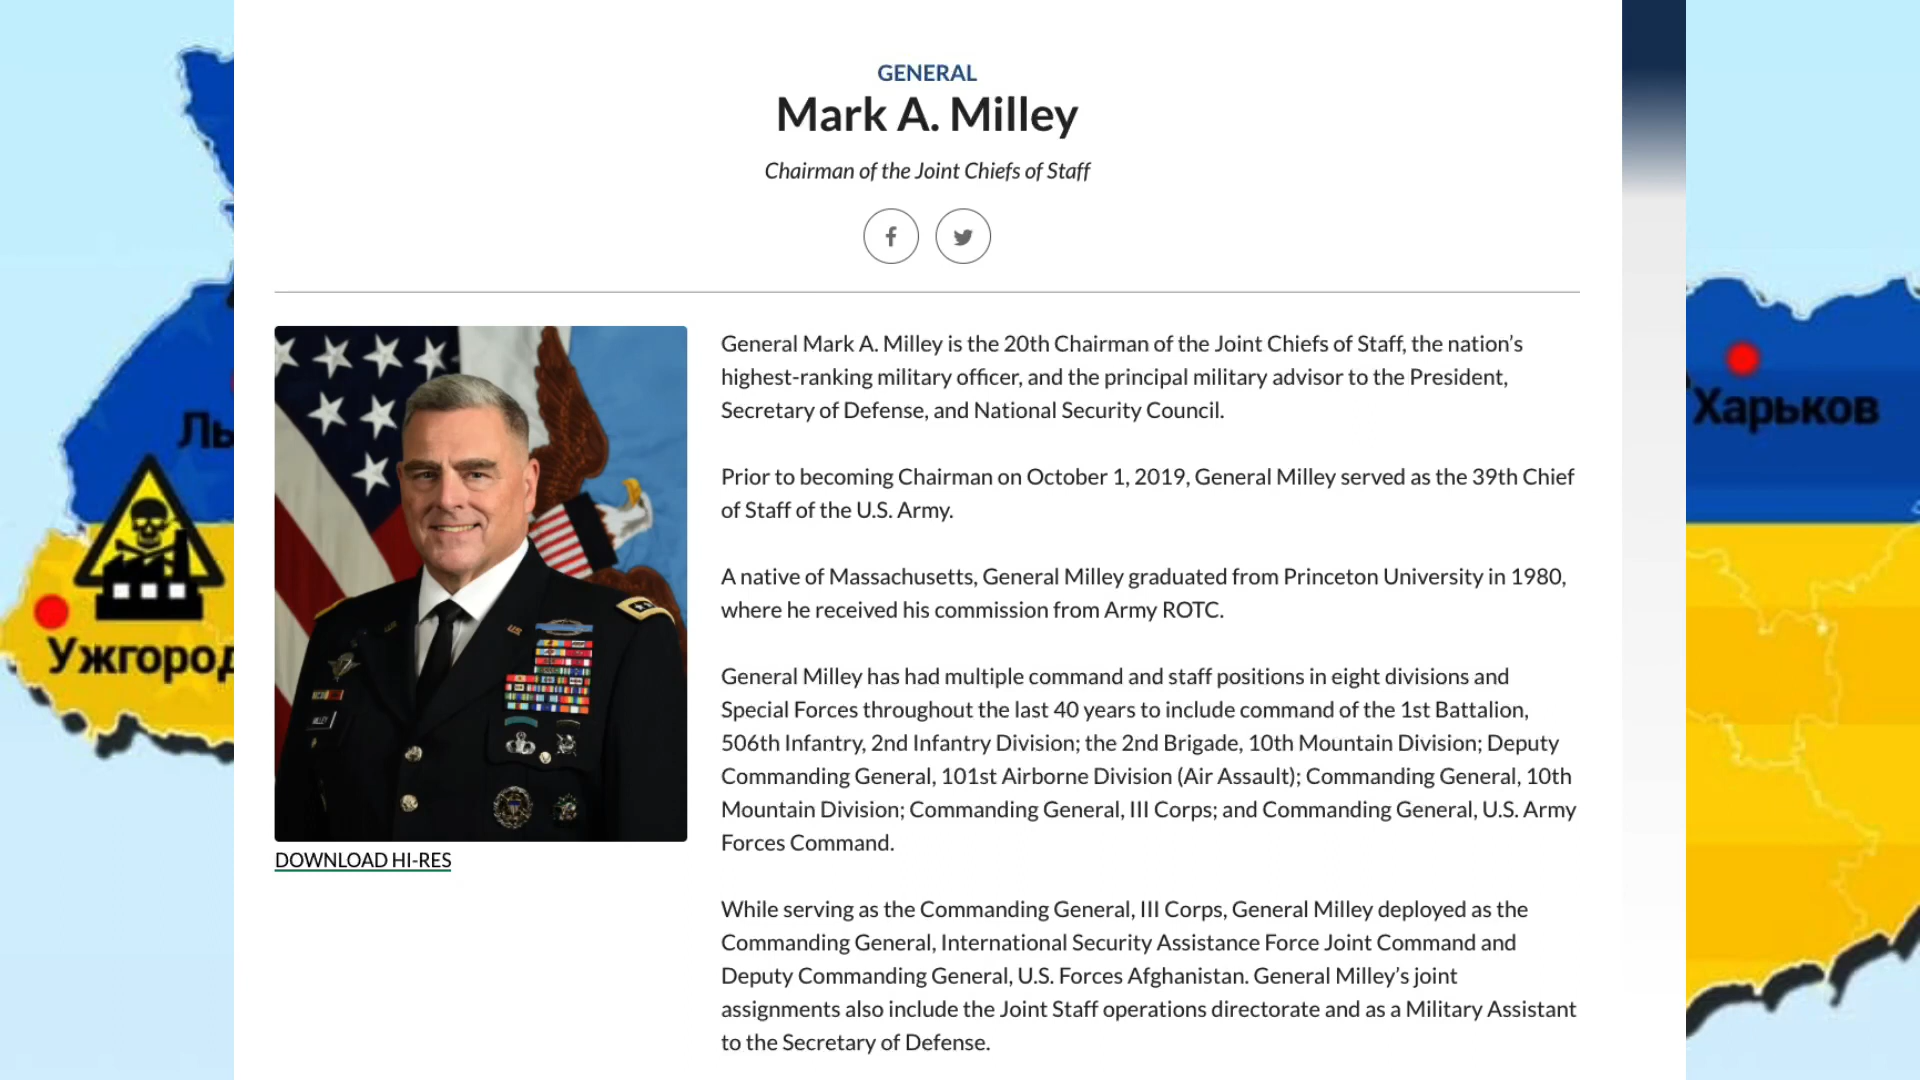 GENERAL
Mark A. Milley
Chairman of the Joint Chiefs of Staff
General Mark A. Milley is the 20th Chairman of the Joint Chiefs of Staff, the nation’s
highest-ranking military officer, and the principal military advisor to the President,
Secretary of Defense, and National Security Council.
Prior to becoming Chairman on October 1, 2019, General Milley served as the 39th Chief
of Staff of the U.S. Army.
A native of Massachusetts, General Milley graduated from Princeton University in 1980,
where he received his commission from Army ROTC.
General Milley has had multiple command and staff positions in eight divisions and
Special Forces throughout the last 40 years to include command of the 1st Battalion,
506th Infantry, 2nd Infantry Division; the 2nd Brigade, 10th Mountain Division; Deputy
Commanding General, 101st Airborne Division (Air Assault); Commanding General, 10th
Mountain Division; Commanding General, III Corps; and Commanding General, U.S. Army
Forces Command.
While serving as the Commanding General, III Corps, General Milley deployed as the
Commanding General, International Security Assistance Force Joint Command and
Deputy Commanding General, U.S. Forces Afghanistan. General Milley’s joint
assignments also include the Joint Staff operations directorate and as a Military Assistant
to the Secretary of Defense.
DOWNLOAD HI-RES
MILLEY
Ль
Ужгород
Харьков